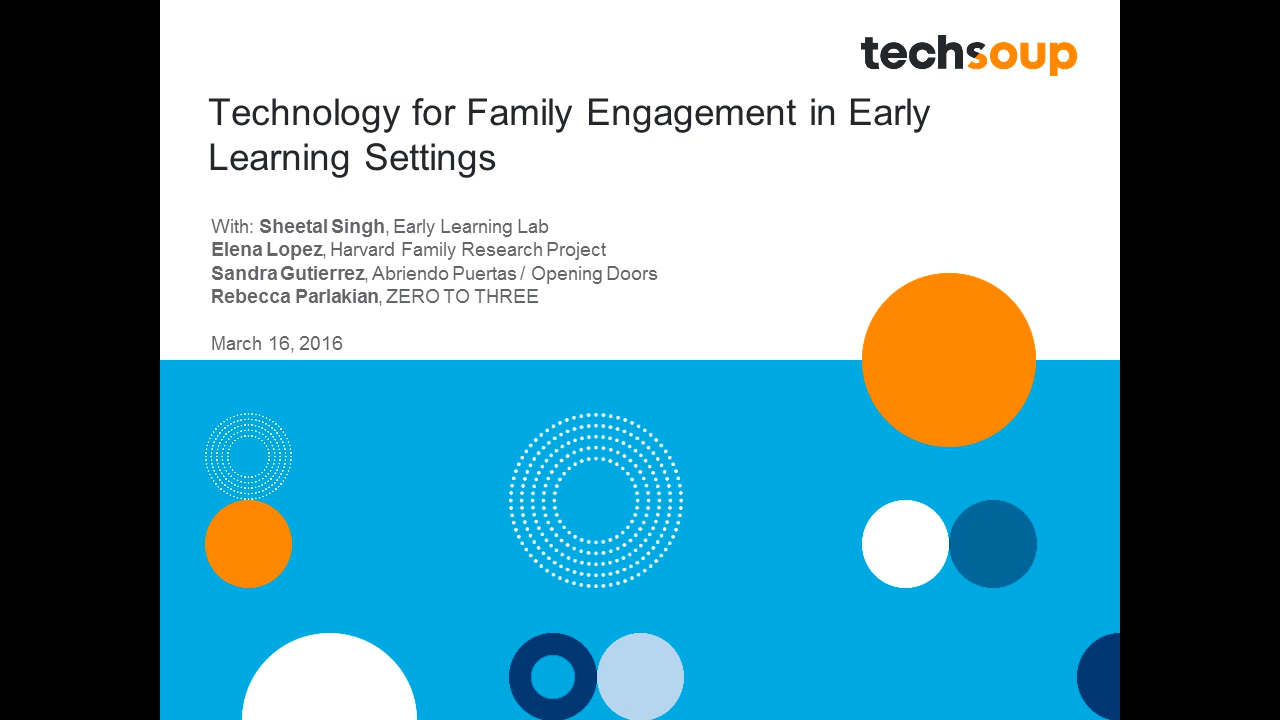 techsoup
Technology for Family Engagement in Early
Learning Settings
With: Sheetal Singh, Early Learning Lab
Elena Lopez, Harvard Family Research Project
Sandra Gutierrez, Abriendo Puertas / Opening Doors
Rebecca Parlakian, ZERO TO THREE
March 16, 2016